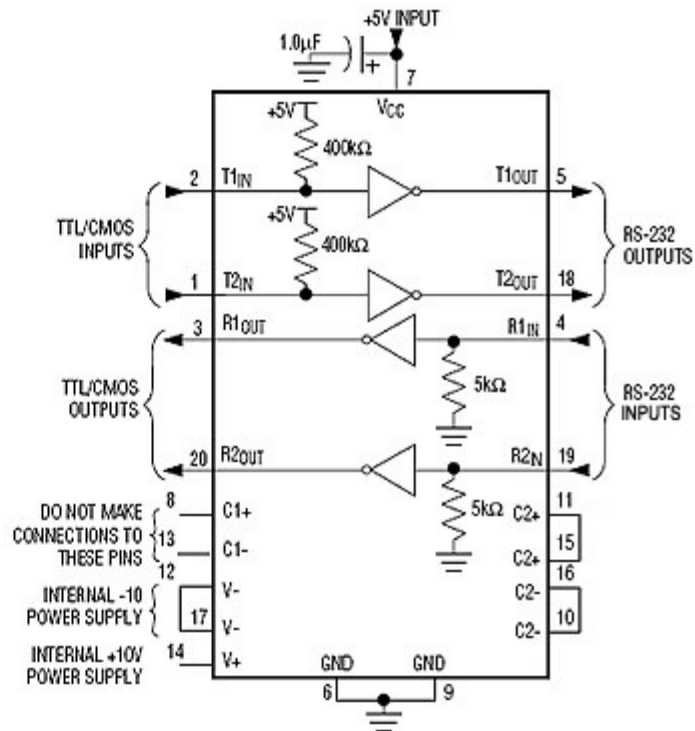 +5V INPUT
1.0µF
+
7
VCC
+5V
400kΩ
2
T1IN
T1OUT
5
TTL/CMOS
INPUTS
+5V
400kΩ
RS-232
OUTPUTS
1
T2IN
T2OUT
18
3
R1OUT
R1IN
4
TTL/CMOS
OUTPUTS
5kΩ
RS-232
INPUTS
20
R2OUT
R2IN
19
5kΩ
8
C1+
DO NOT MAKE
CONNECTIONS TO
THESE PINS
13
C1-
11
C2+
15
C2+
12
V-
INTERNAL -10
POWER SUPPLY
17
V-
16
C2-
10
C2-
14
V+
INTERNAL +10V
POWER SUPPLY
GND
GND
6
9